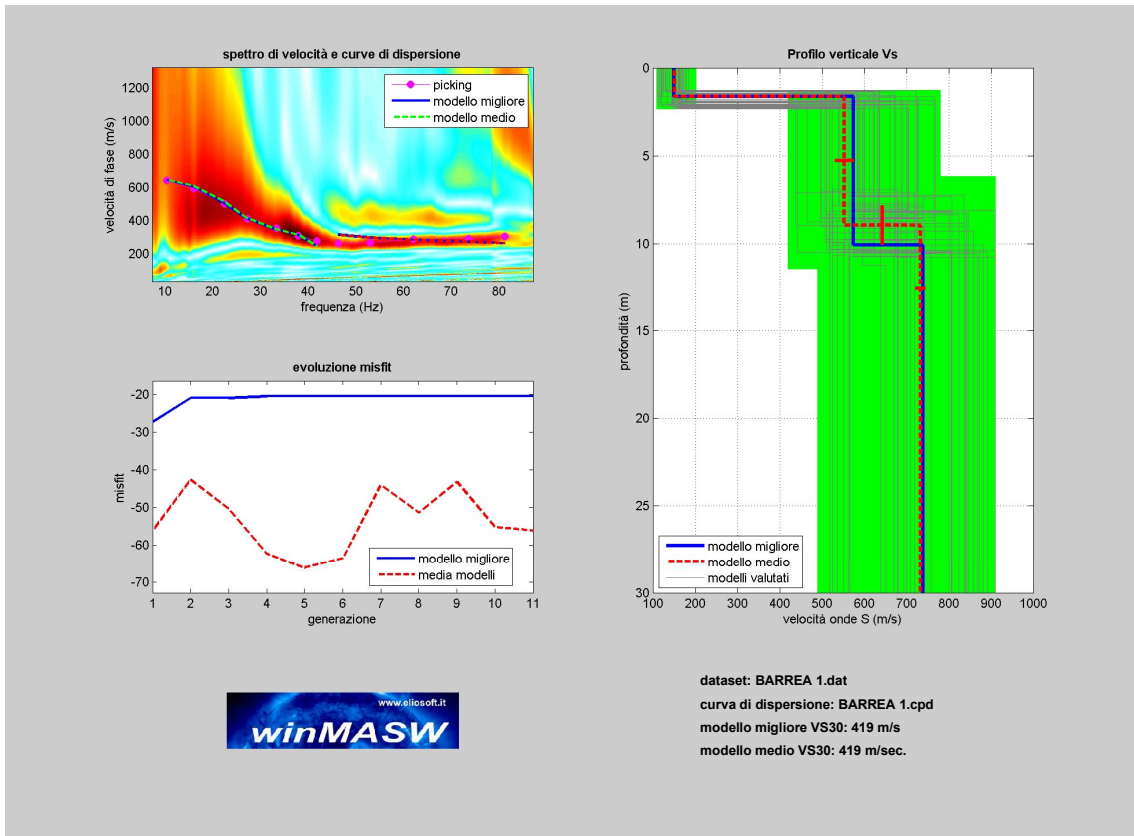 spettro di velocità e curve di dispersione
velocità di fase (m/s)
1200
1000
800
600
400
200
picking
modello migliore
modello medio
10 20 30 40 50 60 70 80
frequenza (Hz)
evoluzione misfit
misfit
-20
-30
-40
-50
-60
-70
modello migliore
media modelli
1 2 3 4 5 6 7 8 9 10 11
generazione
Profilo verticale Vs
profondità (m)
0
5
10
15
20
25
30
modello migliore
modello medio
modelli valutati
100 200 300 400 500 600 700 800 900 1000
velocità onde S (m/s)
www.eliosoft.it
winMASW
dataset: BARREA 1.dat
curva di dispersione: BARREA 1.cpd
modello migliore VS30: 419 m/s
modello medio VS30: 419 m/sec.